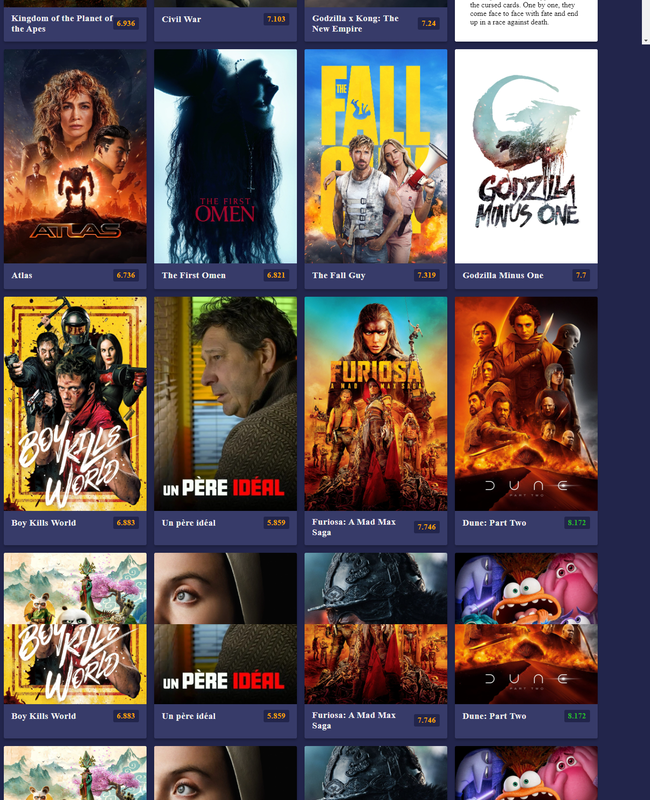 Kingdom of the Planet of
the Apes
6.936
Civil War
7.103
Godzilla x Kong: The
New Empire
7.24
the cursed cards. One by one, they
come face to face with fate and end
up in a race against death.
ATLAS
THE FIRST
OMEN
THE
FALL
GUY
GODZILLA
MINUS ONE
Atlas
6.736
The First Omen
6.821
The Fall Guy
7.319
Godzilla Minus One
7.7
BOY
KILLS
WORLD
UN PÈRE IDÉAL
FURIOSA
A MAD MAX SAGA
DUNE
PART TWO
Boy Kills World
6.883
Un père idéal
5.859
Furiosa: A Mad Max
Saga
7.746
Dune: Part Two
8.172
BOY
KILLS
WORLD
UN PÈRE IDÉAL
DUNE
PART TWO
Boy Kills World
6.883
Un père idéal
5.859
Furiosa: A Mad Max
Saga
7.746
Dune: Part Two
8.172